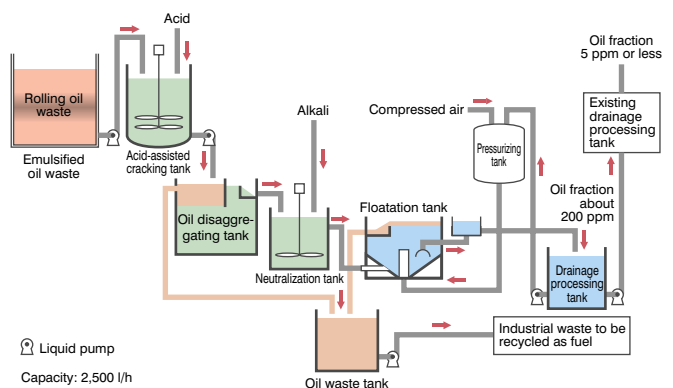 Acid
Rolling oil
waste
Emulsified
oil waste
Acid-assisted
cracking tank
Alkali
Oil disaggre-
gating tank
Neutralization tank
Compressed air
Pressurizing
tank
Floatation tank
Oil fraction
5 ppm or less
Existing
drainage
processing
tank
Oil fraction
about
200 ppm
Drainage
processing
tank
Industrial waste to be
recycled as fuel
Oil waste tank
Liquid pump
Capacity: 2,500 l/h